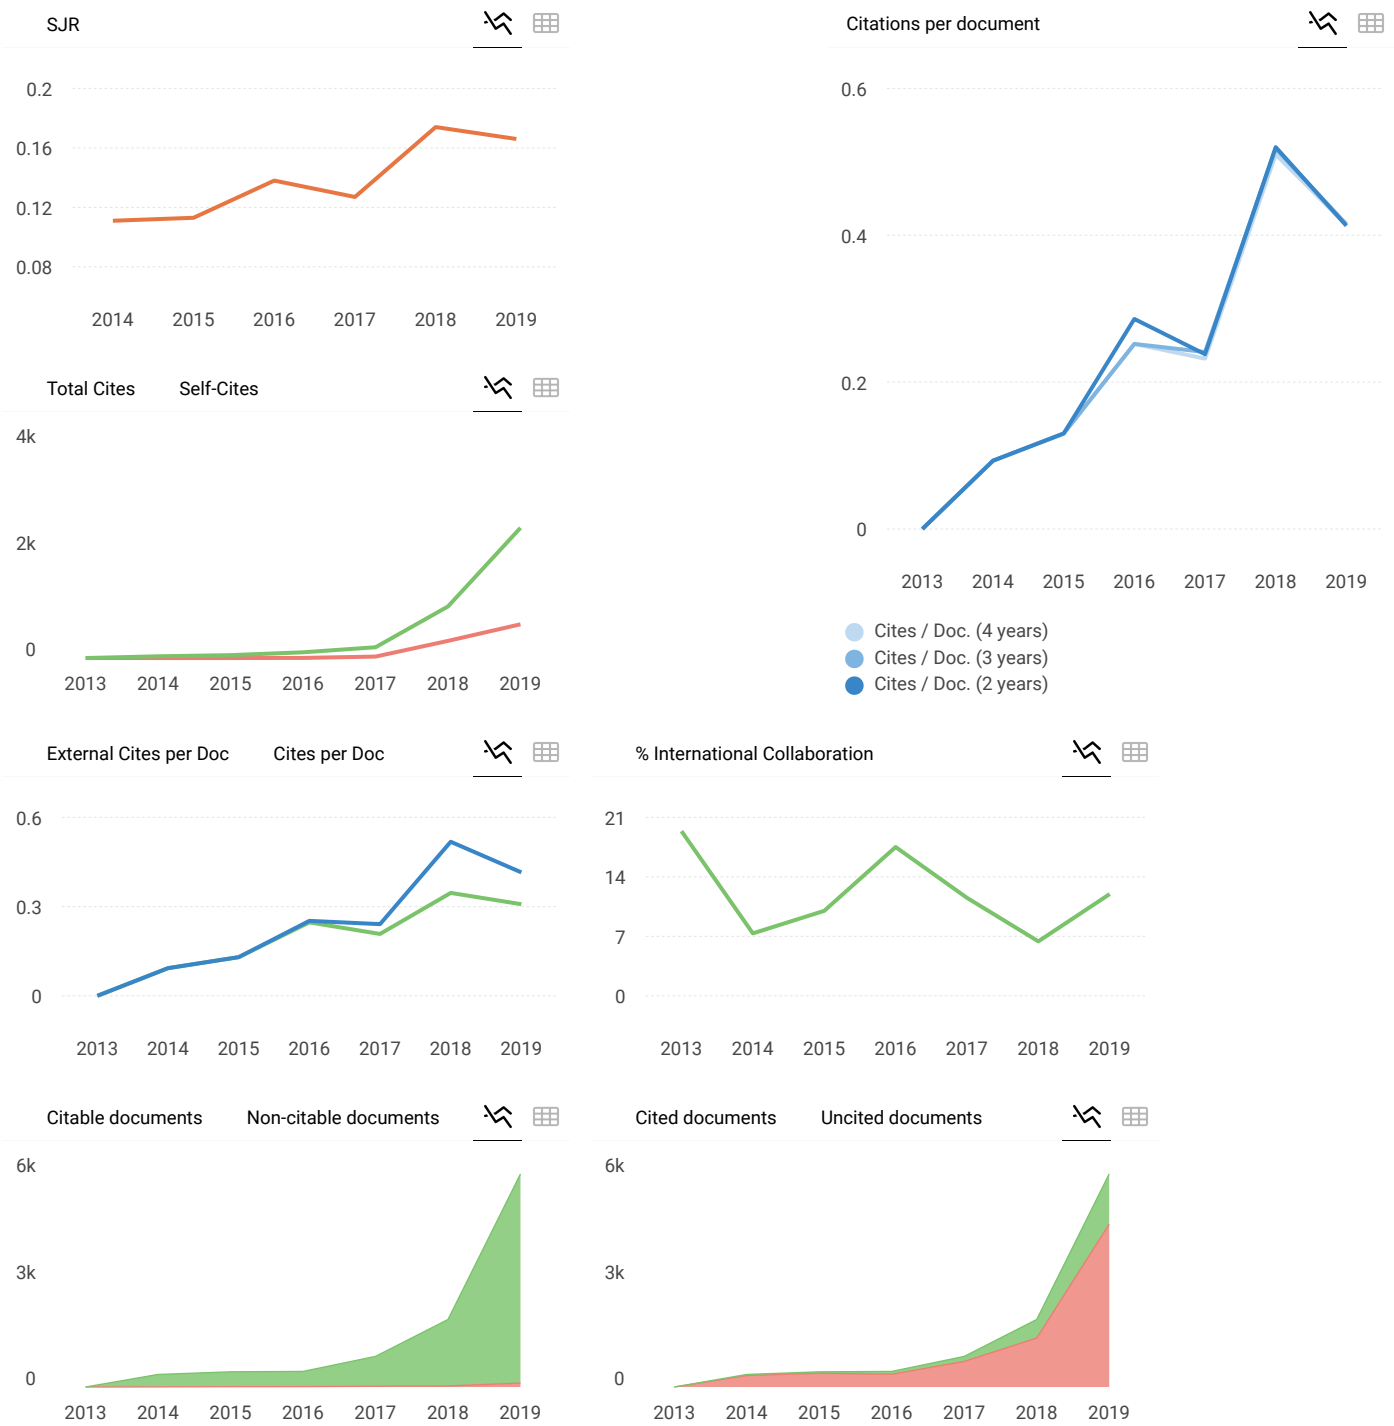 SJR
0.2
0.16
0.12
0.08
2014 2015 2016 2017 2018 2019
Citations per document
0.6
0.4
0.2
0
2013 2014 2015 2016 2017 2018 2019
Cites / Doc. (4 years)
Cites / Doc. (3 years)
Cites / Doc. (2 years)
Total Cites Self-Cites
4k
2k
0
2013 2014 2015 2016 2017 2018 2019
External Cites per Doc Cites per Doc
0.6
0.3
0
2013 2014 2015 2016 2017 2018 2019
% International Collaboration
21
14
7
0
2013 2014 2015 2016 2017 2018 2019
Citable documents Non-citable documents
6k
3k
0
2013 2014 2015 2016 2017 2018 2019
Cited documents Uncited documents
6k
3k
0
2013 2014 2015 2016 2017 2018 2019